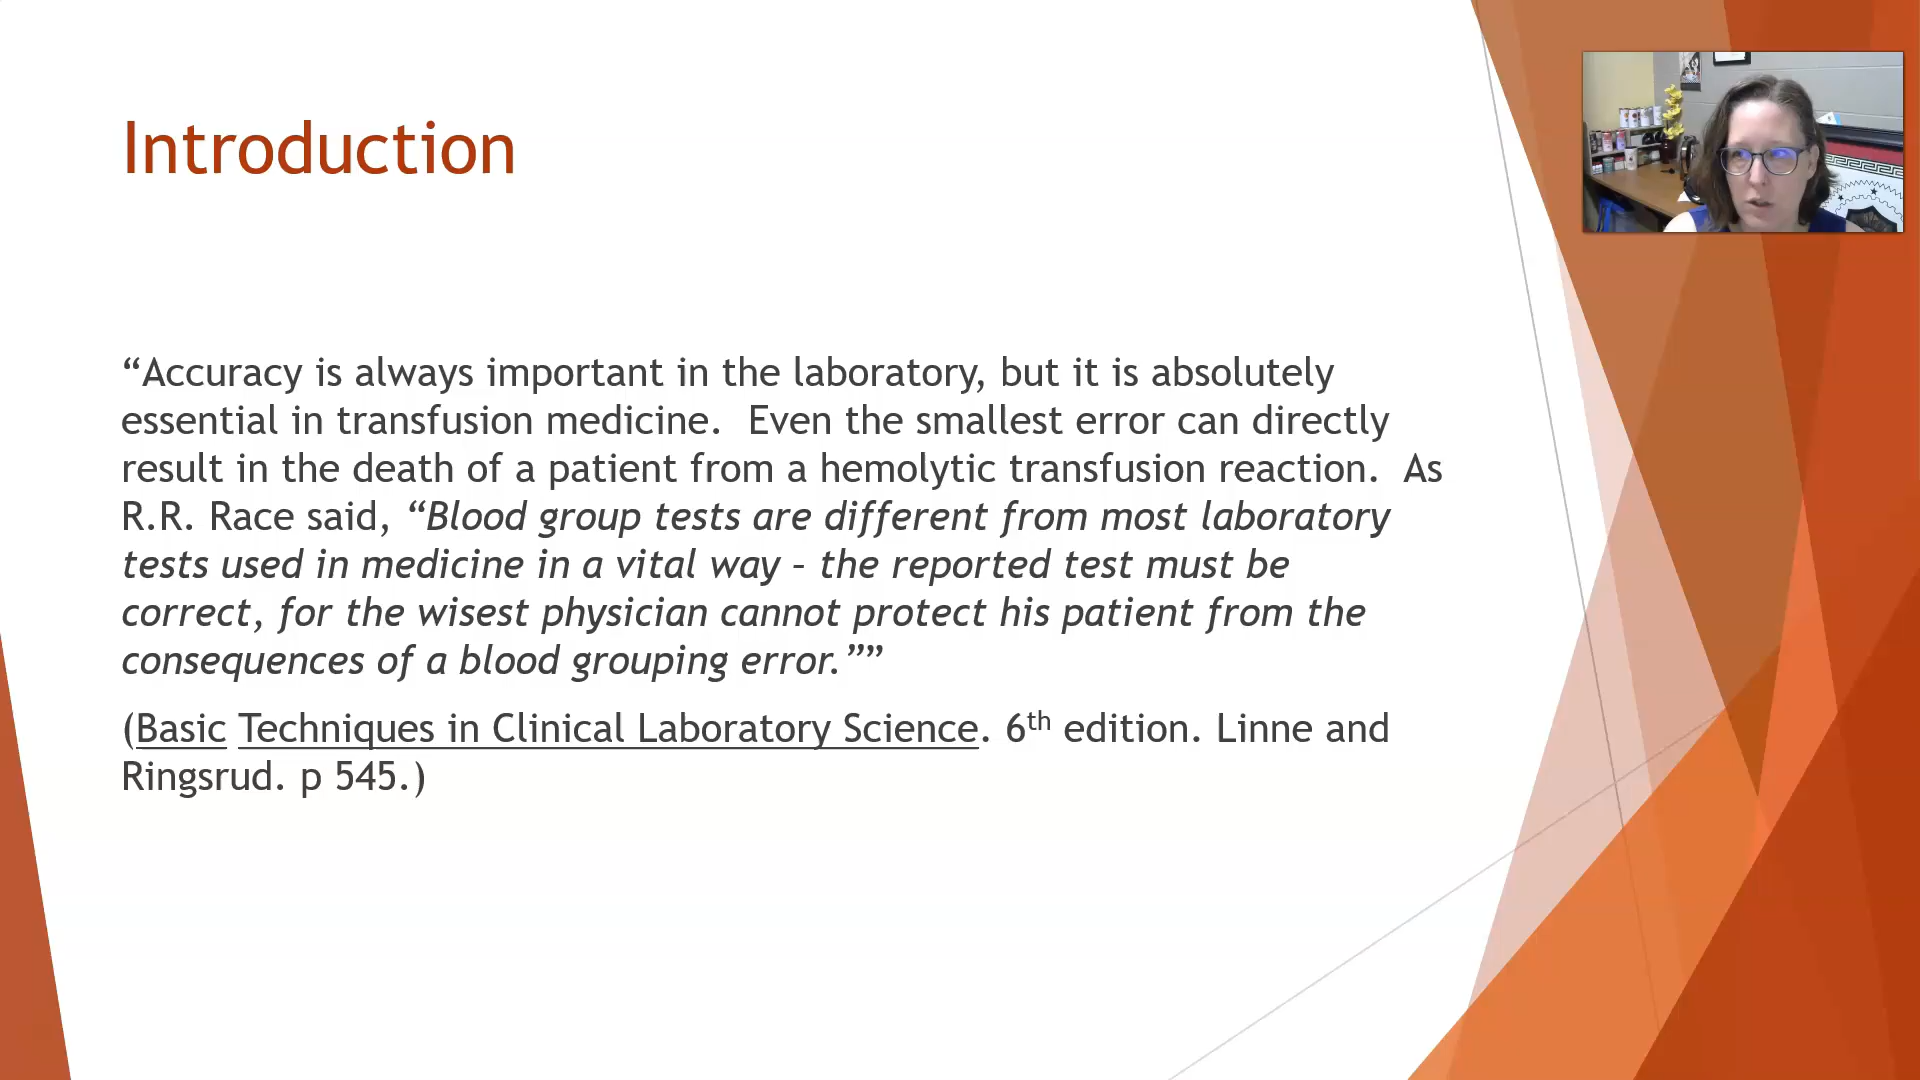 Introduction
“Accuracy is always important in the laboratory, but it is absolutely
essential in transfusion medicine.  Even the smallest error can directly
result in the death of a patient from a hemolytic transfusion reaction.  As
R.R. Race said, “Blood group tests are different from most laboratory
tests used in medicine in a vital way – the reported test must be
correct, for the wisest physician cannot protect his patient from the
consequences of a blood grouping error.””
(Basic Techniques in Clinical Laboratory Science. 6th edition. Linne and
Ringsrud. p 545.)